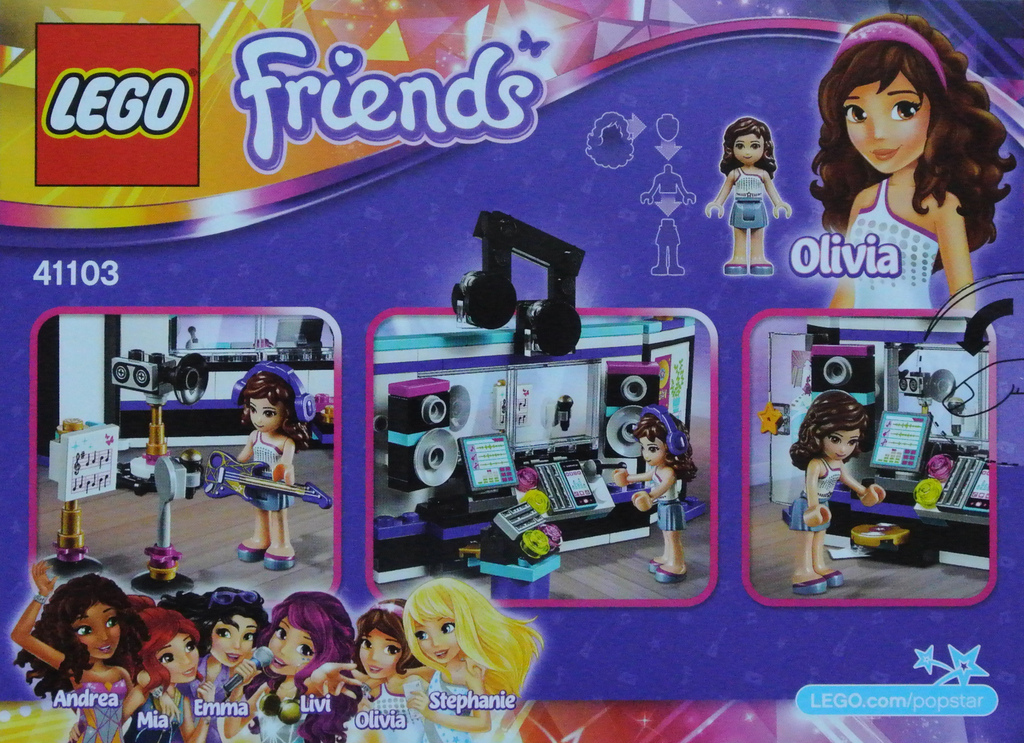 LEGO
Friends
Olivia
41103
Andrea
Mia
Emma
Livi
Olivia
Stephanie
LEGO.com/popstar